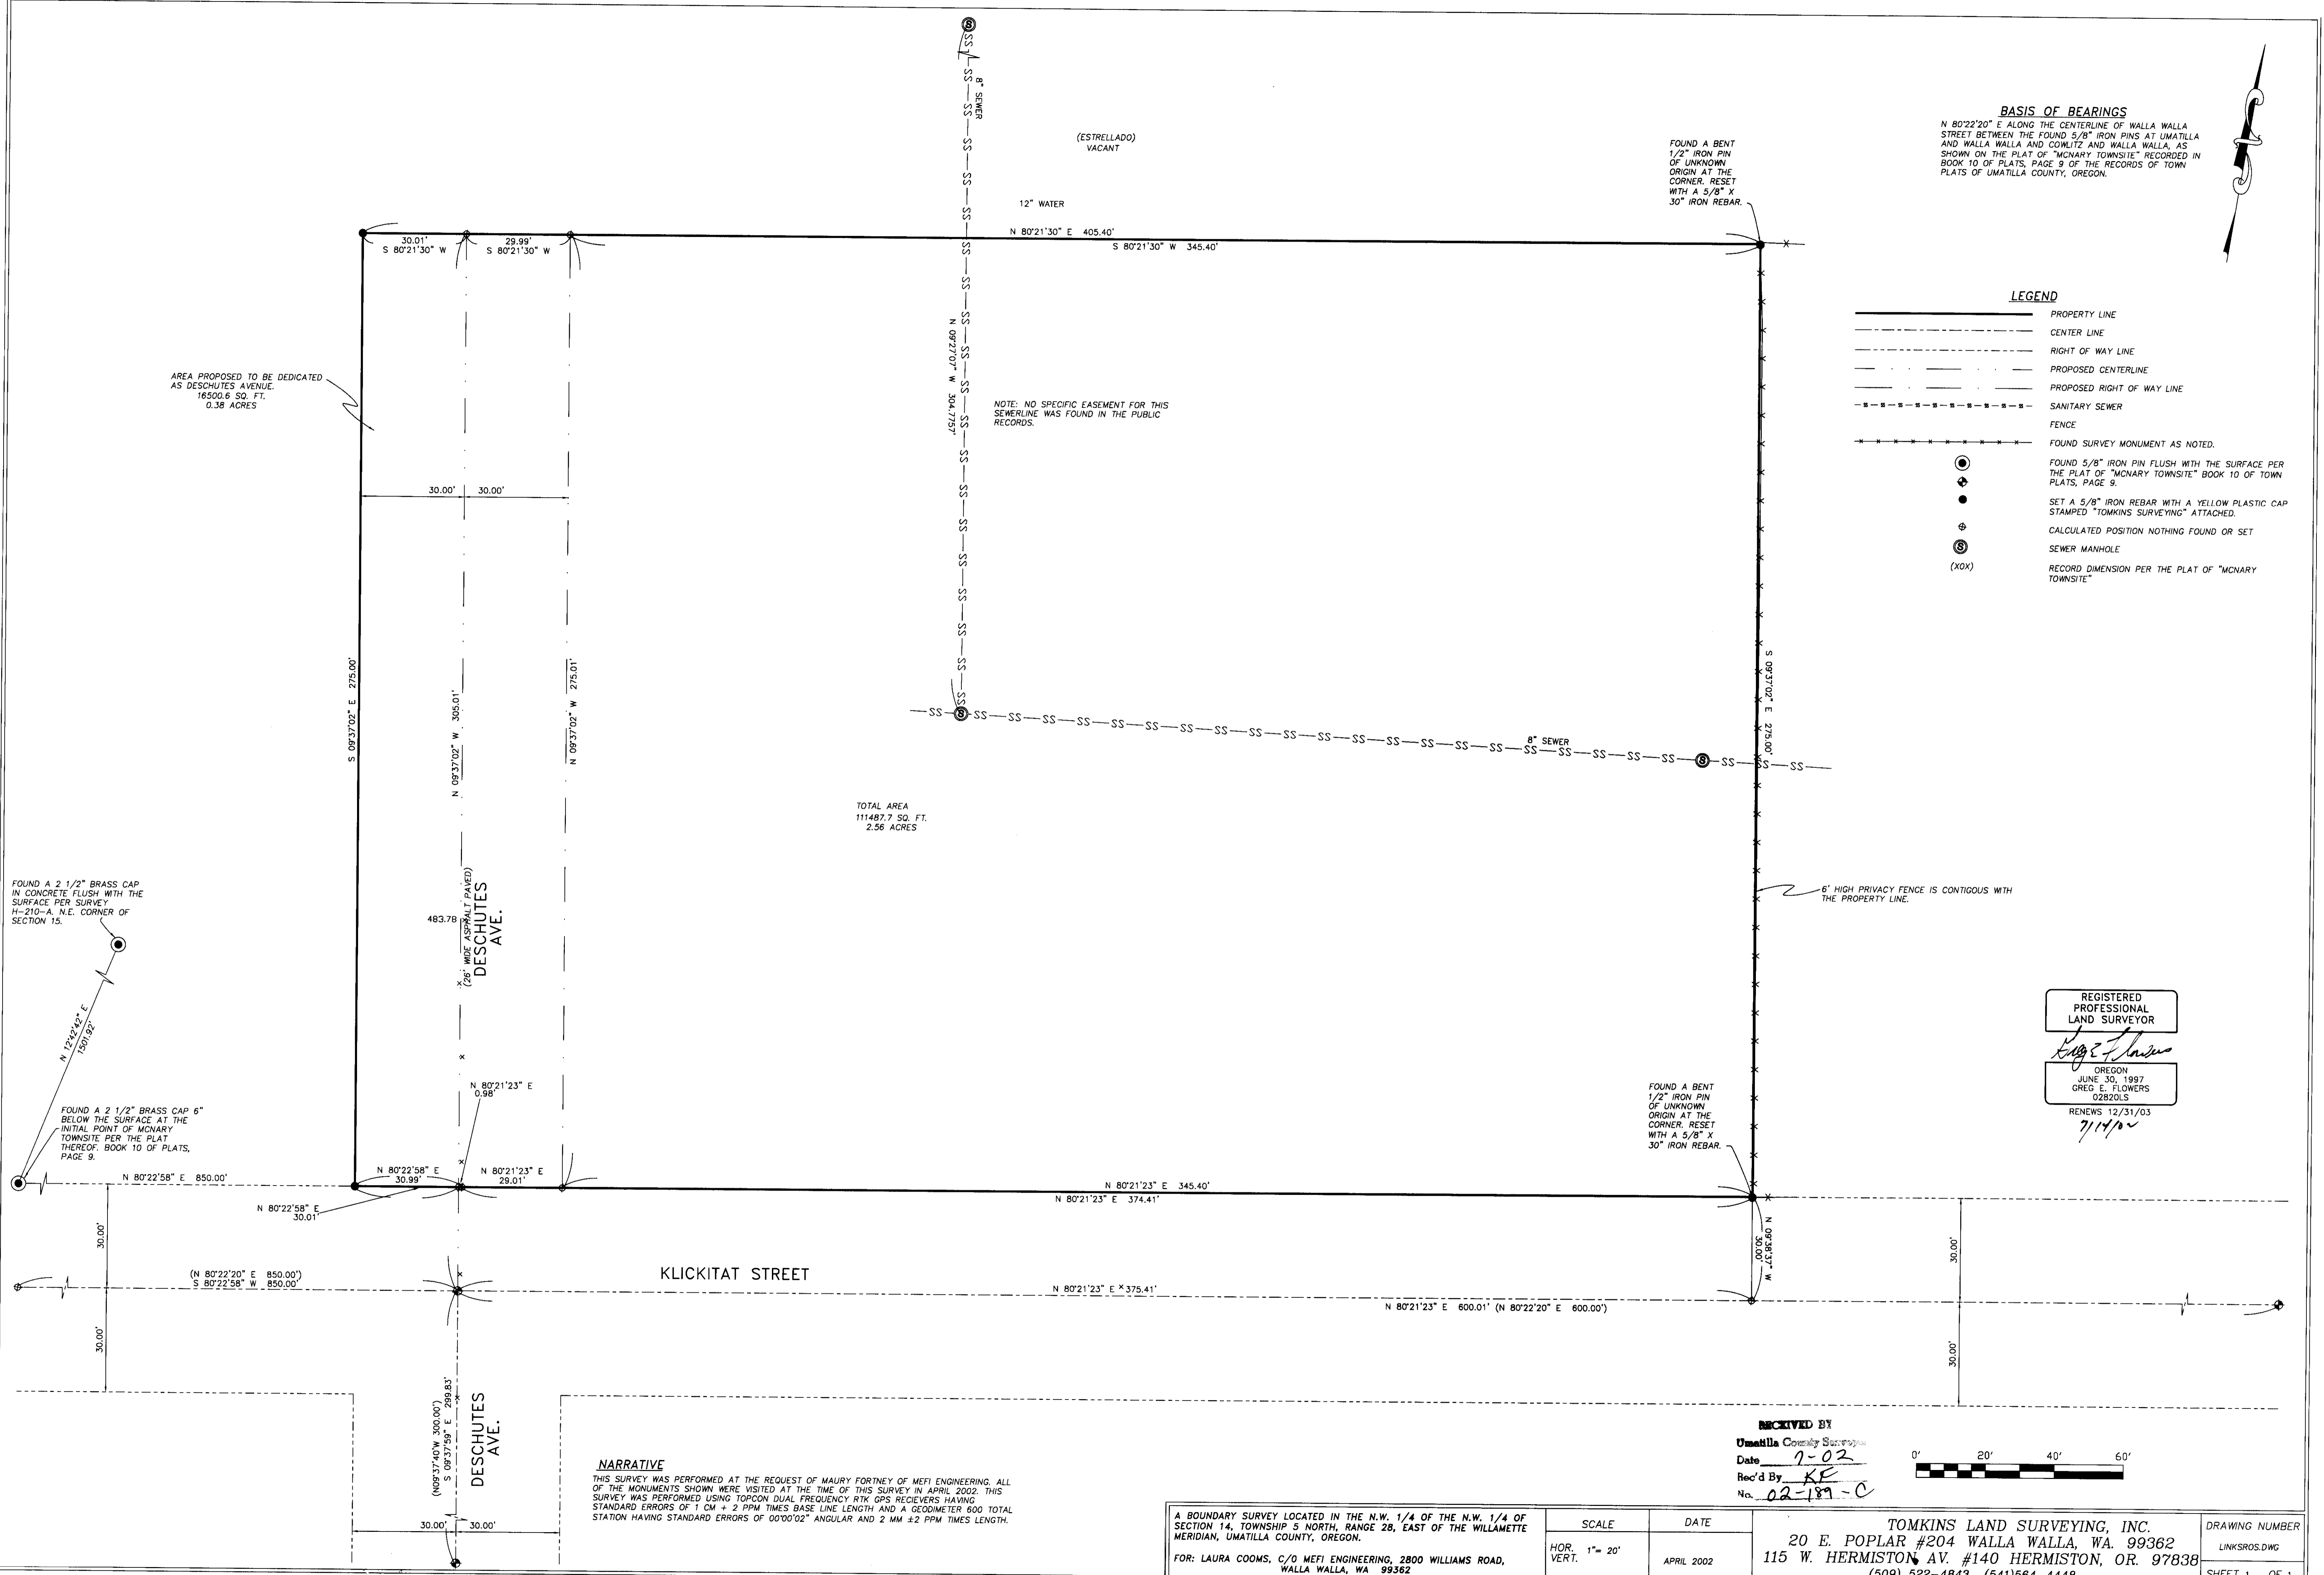 8" SEWER
(ESTRELLADO)
VACANT
12" WATER
FOUND A BENT
1/2" IRON PIN
OF UNKNOWN
ORIGIN AT THE
CORNER. RESET
WITH A 5/8" X
30" IRON REBAR.
BASIS OF BEARINGS
N 80°22'20" E ALONG THE CENTERLINE OF WALLA WALLA
STREET BETWEEN THE FOUND 5/8" IRON PINS AT UMATILLA
AND WALLA WALLA AND COWLITZ AND WALLA WALLA, AS
SHOWN ON THE PLAT OF "MCNARY TOWNSITE" RECORDED IN
BOOK 10 OF PLATS, PAGE 9 OF THE RECORDS OF TOWN
PLATS OF UMATILLA COUNTY, OREGON.
30.01'
S 80°21'30" W
29.99'
S 80°21'30" W
N 80°21'30" E 405.40'
S 80°21'30" W 345.40'
LEGEND
PROPERTY LINE
CENTER LINE
RIGHT OF WAY LINE
PROPOSED CENTERLINE
PROPOSED RIGHT OF WAY LINE
SANITARY SEWER
FENCE
FOUND SURVEY MONUMENT AS NOTED.
FOUND 5/8" IRON PIN FLUSH WITH THE SURFACE PER
THE PLAT OF "MCNARY TOWNSITE" BOOK 10 OF TOWN
PLATS, PAGE 9.
SET A 5/8" IRON REBAR WITH A YELLOW PLASTIC CAP
STAMPED "TOMKINS SURVEYING" ATTACHED.
CALCULATED POSITION NOTHING FOUND OR SET
S SEWER MANHOLE
(XOX) RECORD DIMENSION PER THE PLAT OF "MCNARY
TOWNSITE"
AREA PROPOSED TO BE DEDICATED
AS DESCHUTES AVENUE.
16500.6 SQ. FT.
0.38 ACRES
N 09°27'07" W 304.7757'
NOTE: NO SPECIFIC EASEMENT FOR THIS
SEWERLINE WAS FOUND IN THE PUBLIC
RECORDS.
30.00' 30.00'
S 09°37'02" E 275.00'
N 09°37'02" W 305.01'
N 09°37'02" W 275.01'
S 09°37'02" E 275.00'
8" SEWER
TOTAL AREA
111487.7 SQ. FT.
2.56 ACRES
6' HIGH PRIVACY FENCE IS CONTIGOUS WITH
THE PROPERTY LINE.
FOUND A 2 1/2" BRASS CAP
IN CONCRETE FLUSH WITH THE
SURFACE PER SURVEY
H-210-A. N.E. CORNER OF
SECTION 15.
483.78
(26' WIDE ASPHALT PAVED)
DESCHUTES
AVE.
N 12°42'42" E
1501.92'
REGISTERED
PROFESSIONAL
LAND SURVEYOR
Greg E Flowers
OREGON
JUNE 30, 1997
GREG E. FLOWERS
02820LS
RENEWS 12/31/03
7/14/02
N 80°21'23" E
0.98'
FOUND A 2 1/2" BRASS CAP 6"
BELOW THE SURFACE AT THE
INITIAL POINT OF MCNARY
TOWNSITE PER THE PLAT
THEREOF. BOOK 10 OF PLATS,
PAGE 9.
FOUND A BENT
1/2" IRON PIN
OF UNKNOWN
ORIGIN AT THE
CORNER. RESET
WITH A 5/8" X
30" IRON REBAR.
N 80°22'58" E 850.00'
N 80°22'58" E
30.99'
N 80°21'23" E
29.01'
N 80°21'23" E 345.40'
N 80°21'23" E 374.41'
N 80°22'58" E
30.01'
30.00'
N 09°38'37" W
30.00'
30.00'
(N 80°22'20" E 850.00')
S 80°22'58" W 850.00'
KLICKITAT STREET
N 80°21'23" E 375.41'
N 80°21'23" E 600.01' (N 80°22'20" E 600.00')
30.00'
30.00'
(N09°37'40"W 300.00')
S 09°37'59" E 299.83'
DESCHUTES
AVE.
30.00' 30.00'
NARRATIVE
THIS SURVEY WAS PERFORMED AT THE REQUEST OF MAURY FORTNEY OF MEFI ENGINEERING. ALL
OF THE MONUMENTS SHOWN WERE VISITED AT THE TIME OF THIS SURVEY IN APRIL 2002. THIS
SURVEY WAS PERFORMED USING TOPCON DUAL FREQUENCY RTK GPS RECIEVERS HAVING
STANDARD ERRORS OF 1 CM + 2 PPM TIMES BASE LINE LENGTH AND A GEODIMETER 600 TOTAL
STATION HAVING STANDARD ERRORS OF 00°00'02" ANGULAR AND 2 MM ±2 PPM TIMES LENGTH.
RECEIVED BY
Umatilla County Surveyor
Date 7-02
Rec'd By KF
No. 02-189-C
0' 20' 40' 60'
A BOUNDARY SURVEY LOCATED IN THE N.W. 1/4 OF THE N.W. 1/4 OF
SECTION 14, TOWNSHIP 5 NORTH, RANGE 28, EAST OF THE WILLAMETTE
MERIDIAN, UMATILLA COUNTY, OREGON.
FOR: LAURA COOMS, C/O MEFI ENGINEERING, 2800 WILLIAMS ROAD,
WALLA WALLA, WA 99362
SCALE
HOR. 1"= 20'
VERT.
DATE
APRIL 2002
TOMKINS LAND SURVEYING, INC.
20 E. POPLAR #204 WALLA WALLA, WA. 99362
115 W. HERMISTON AV. #140 HERMISTON, OR. 97838
(509) 522-4843 (541)564-4448
DRAWING NUMBER
LINKSROS.DWG
SHEET 1 OF 1